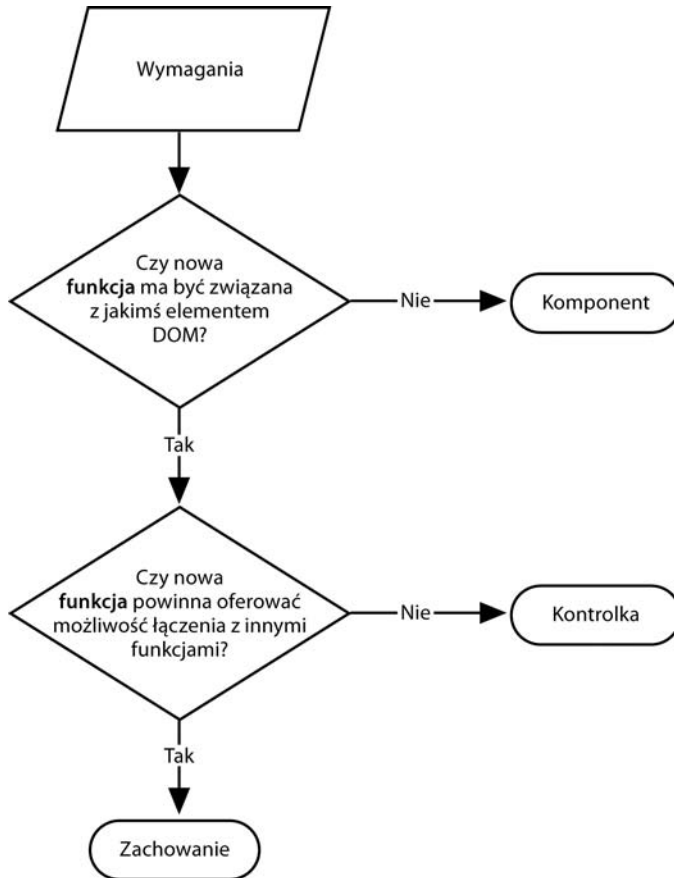 Wymagania
Czy nowa
funkcja ma być związana
z jakimś elementem
DOM?
Nie
Komponent
Tak
Czy nowa
funkcja powinna oferować
możliwość łączenia z innymi
funkcjami?
Nie
Kontrolka
Tak
Zachowanie